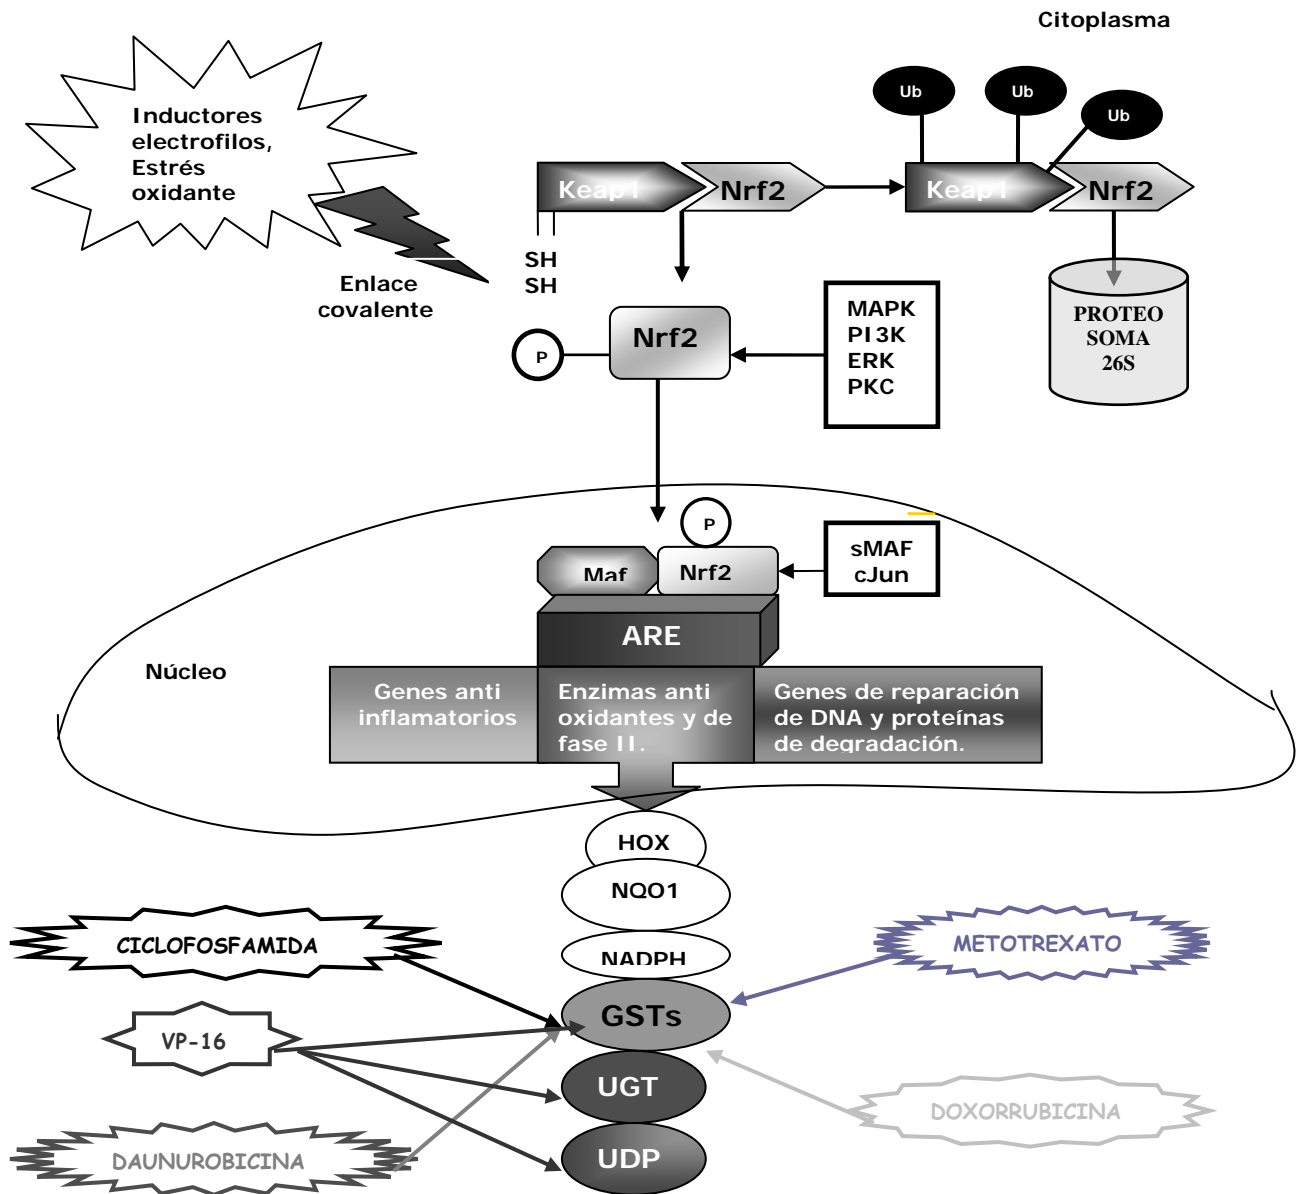 Citoplasma
Inductores
electrofilos,
Estrés
oxidante
Enlace
covalente
Keap1
Nrf2
SH
SH
Ub
Ub
Ub
Keap1
Nrf2
PROTEO
SOMA
26S
P
Nrf2
MAPK
PI3K
ERK
PKC
Núcleo
P
Maf
Nrf2
sMAF
cJun
ARE
Genes anti
inflamatorios
Enzimas anti
oxidantes y de
fase II.
Genes de reparación
de DNA y proteínas
de degradación.
HOX
NQO1
NADPH
GSTs
UGT
UDP
CICLOFOSFAMIDA
VP-16
DAUNUROBICINA
METOTREXATO
DOXORRUBICINA